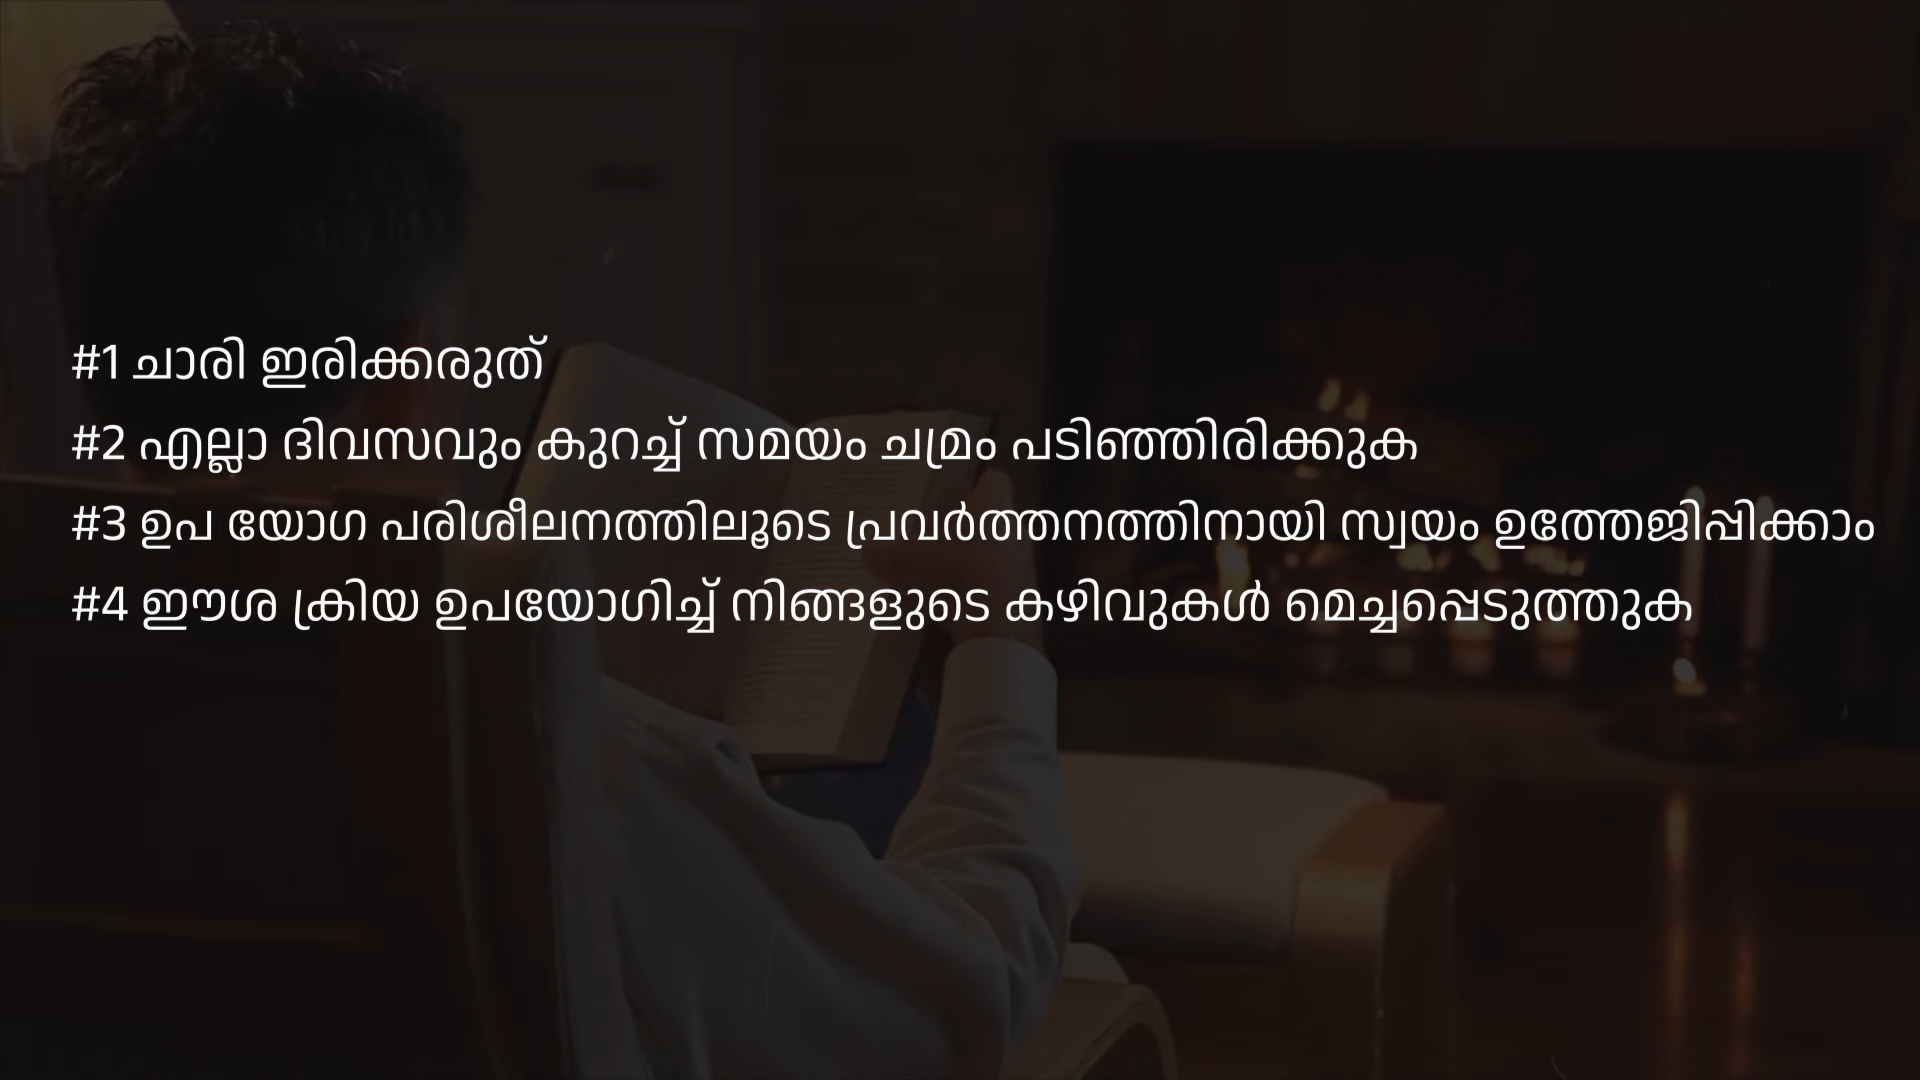 #1 ചാരി ഇരിക്കരുത്
#2 എല്ലാ ദിവസവും കുറച്ച് സമയം ചമ്രം പടിഞ്ഞിരിക്കുക
#3 ഉപ യോഗ പരിശീലനത്തിലൂടെ പ്രവർത്തനത്തിനായി സ്വയം ഉത്തേജിപ്പിക്കാം
#4 ഈശ ക്രിയ ഉപയോഗിച്ച് നിങ്ങളുടെ കഴിവുകൾ മെച്ചപ്പെടുത്തുക